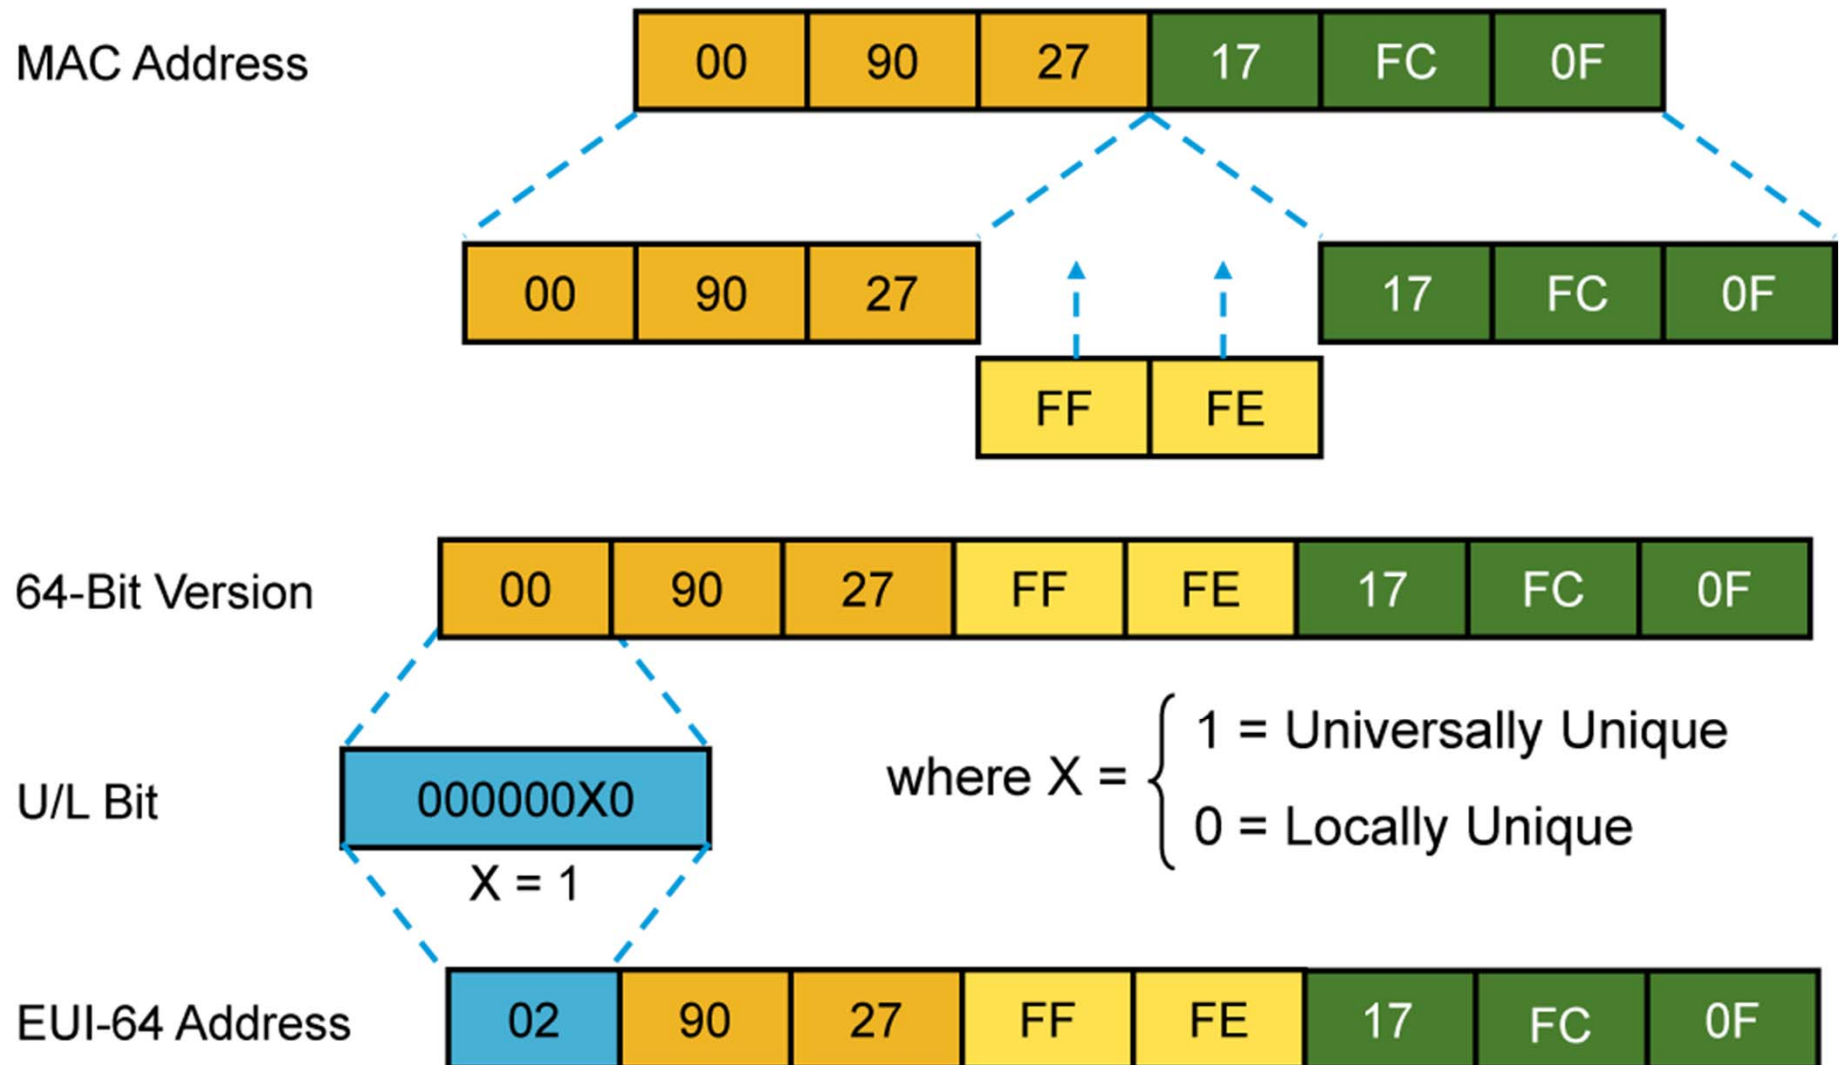 MAC Address 00 90 27 17 FC 0F
00 90 27 17 FC 0F
FF FE
64-Bit Version 00 90 27 FF FE 17 FC 0F
where X = 1 = Universally Unique
0 = Locally Unique
U/L Bit 000000X0
X = 1
EUI-64 Address 02 90 27 FF FE 17 FC 0F